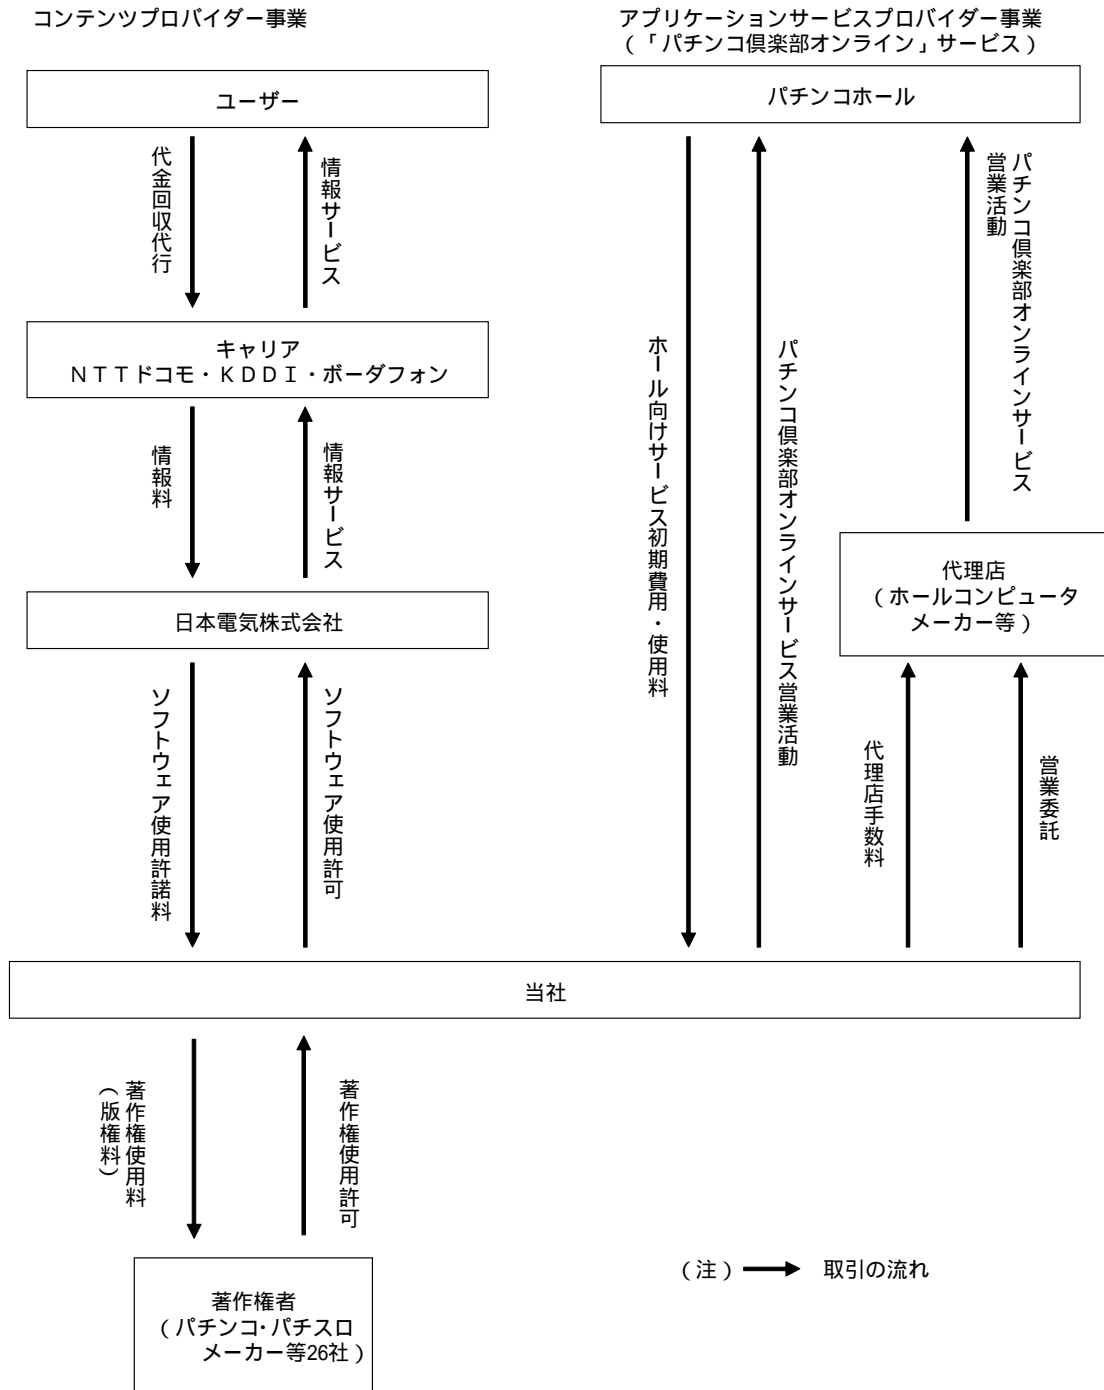 コンテンツプロバイダー事業
アプリケーションサービスプロバイダー事業
（「パチンコ倶楽部オンライン」サービス）
ユーザー
パチンコホール
代金回収代行
情報サービス
キャリア
ＮＴＴドコモ・ＫＤＤＩ・ボーダフォン
情報料
情報サービス
日本電気株式会社
ソフトウェア使用許諾料
ソフトウェア使用許可
ホール向けサービス初期費用・使用料
パチンコ倶楽部オンラインサービス営業活動
パチンコ倶楽部オンラインサービス
営業活動
代理店
（ホールコンピュータ
メーカー等）
代理店手数料
営業委託
当社
著作権使用料
（版権料）
著作権使用許可
著作権者
（パチンコ・パチスロ
メーカー等26社）
（注）
取引の流れ